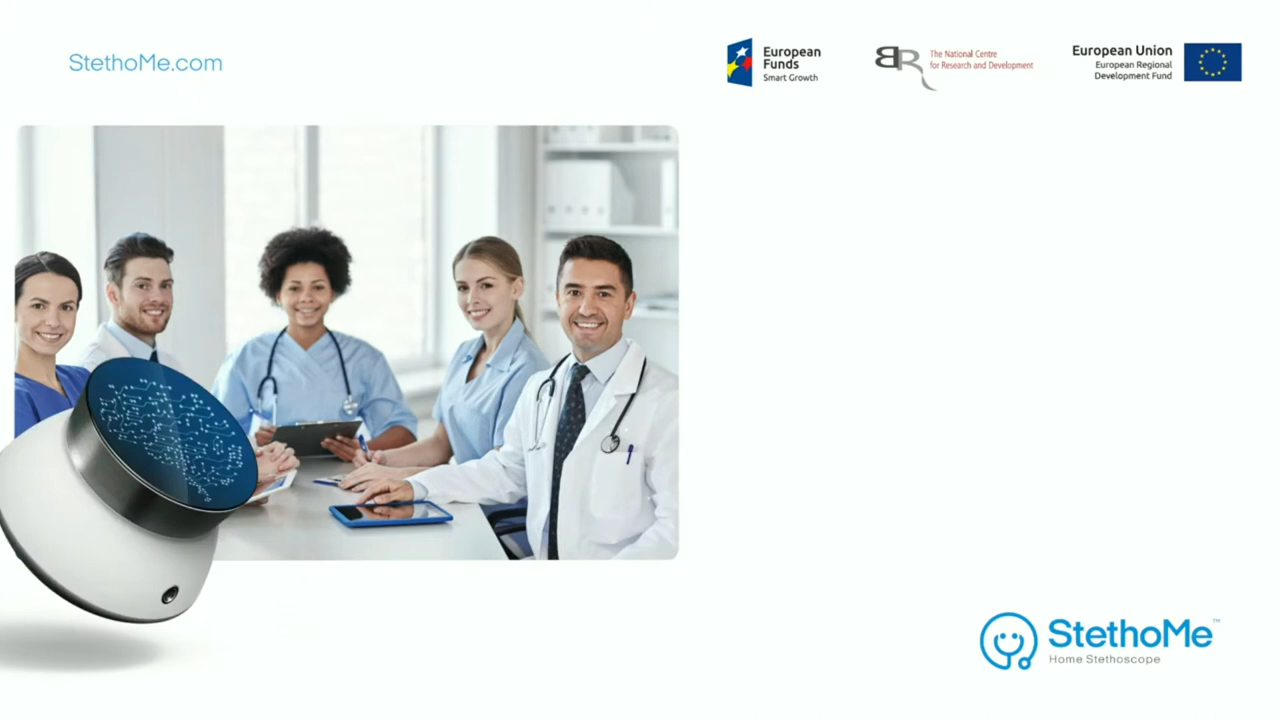 StethoMe.com
European
Funds
Smart Growth
The National Centre
for Research and Development
European Union
European Regional
Development Fund
StethoMe™
Home Stethoscope